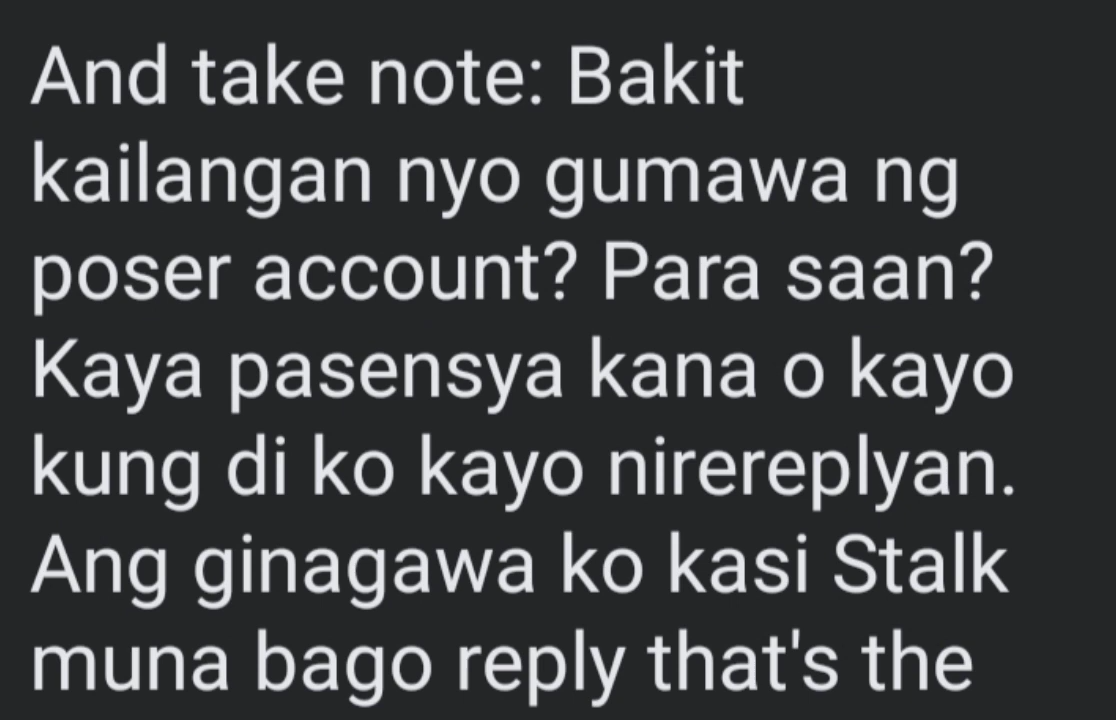 And take note: Bakit
kailangan nyo gumawa ng
poser account? Para saan?
Kaya pasensya kana o kayo
kung di ko kayo nirereplyan.
Ang ginagawa ko kasi Stalk
muna bago reply that's the